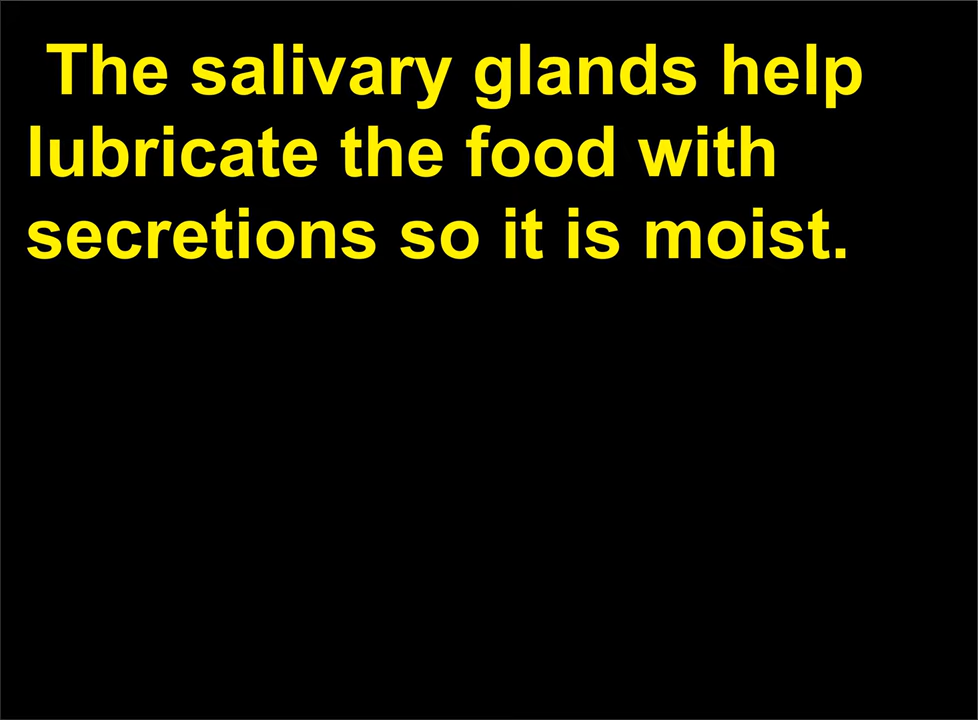 The salivary glands help
lubricate the food with
secretions so it is moist.